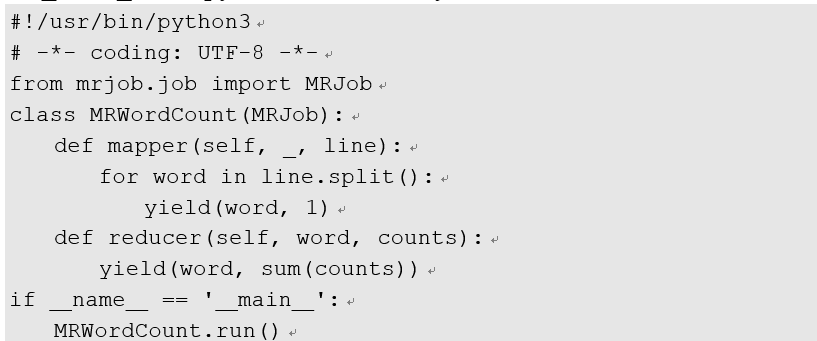 #!/usr/bin/python3
# -*- coding: UTF-8 -*-
from mrjob.job import MRJob
class MRWordCount(MRJob):
    def mapper(self, _, line):
        for word in line.split():
            yield(word, 1)
    def reducer(self, word, counts):
        yield(word, sum(counts))
if __name__ == '__main__':
    MRWordCount.run()